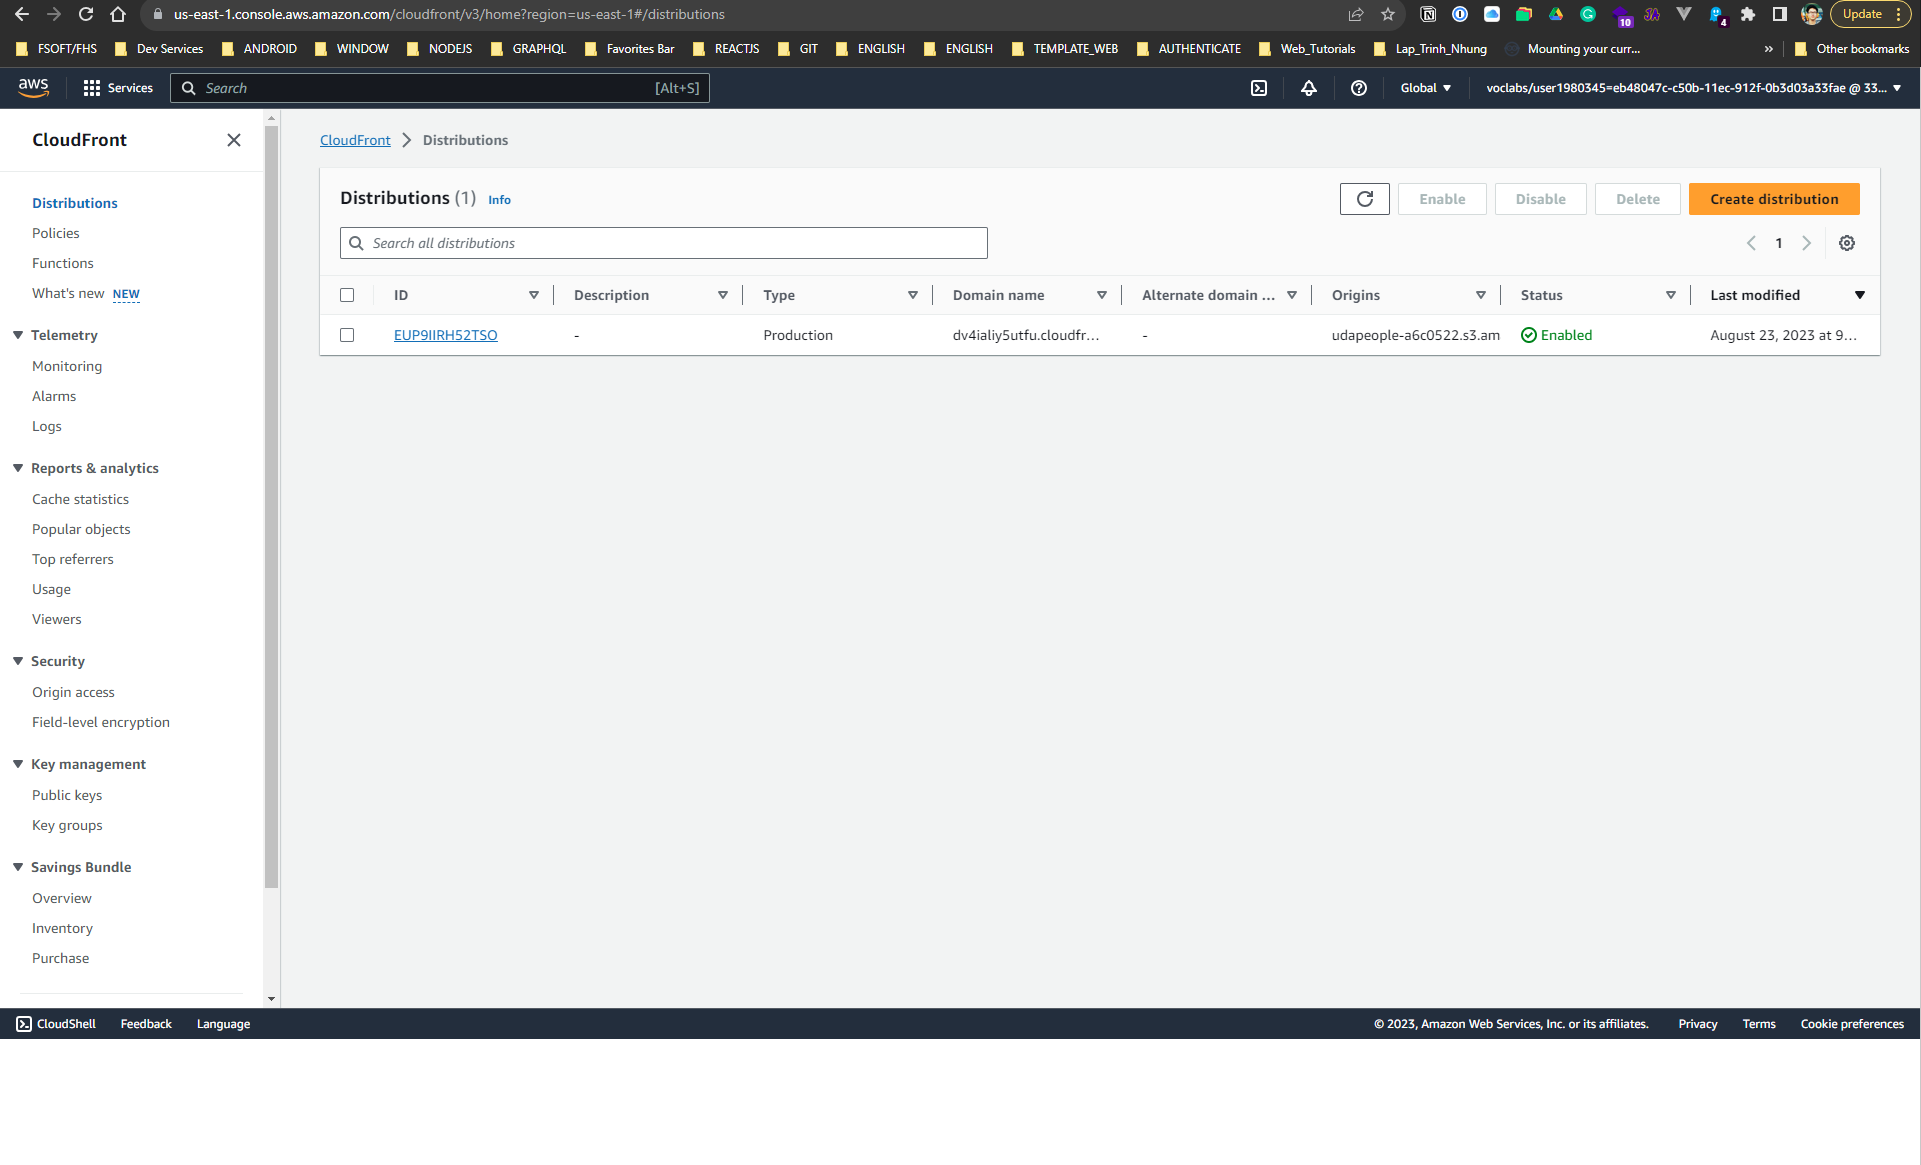 us-east-1.console.aws.amazon.com/cloudfront/v3/home?region=us-east-1#/distributions
10
4
Update
FSOFT/FHS Dev Services ANDROID WINDOW NODEJS GRAPHQL Favorites Bar REACTJS GIT ENGLISH ENGLISH TEMPLATE_WEB AUTHENTICATE Web_Tutorials Lap_Trinh_Nhung Mounting your curr... » Other bookmarks
aws Services Search [Alt+S] Global voclabs/user1980345=eb48047c-c50b-11ec-912f-0b3d03a33fae @ 33...
CloudFront
Distributions
Policies
Functions
What's new NEW
Telemetry
Monitoring
Alarms
Logs
Reports & analytics
Cache statistics
Popular objects
Top referrers
Usage
Viewers
Security
Origin access
Field-level encryption
Key management
Public keys
Key groups
Savings Bundle
Overview
Inventory
Purchase
CloudFront Distributions
Distributions (1) Info
Enable Disable Delete Create distribution
Search all distributions
1
ID Description Type Domain name Alternate domain ... Origins Status Last modified
EUP9IIRH52TSO - Production dv4ialiy5utfu.cloudfr... - udapeople-a6c0522.s3.am Enabled August 23, 2023 at 9...
CloudShell Feedback Language © 2023, Amazon Web Services, Inc. or its affiliates. Privacy Terms Cookie preferences